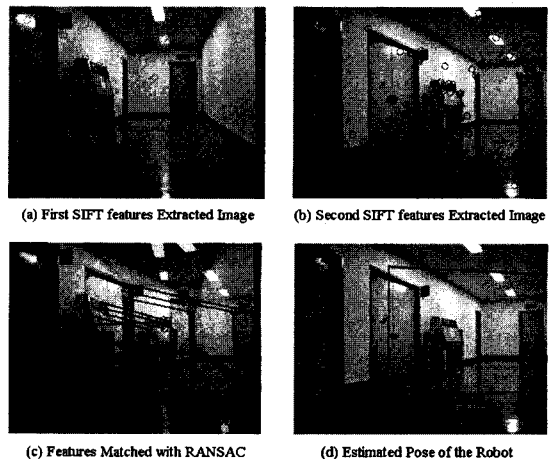 (a) First SIFT features Extracted Image
(b) Second SIFT features Extracted Image
(c) Features Matched with RANSAC
(d) Estimated Pose of the Robot